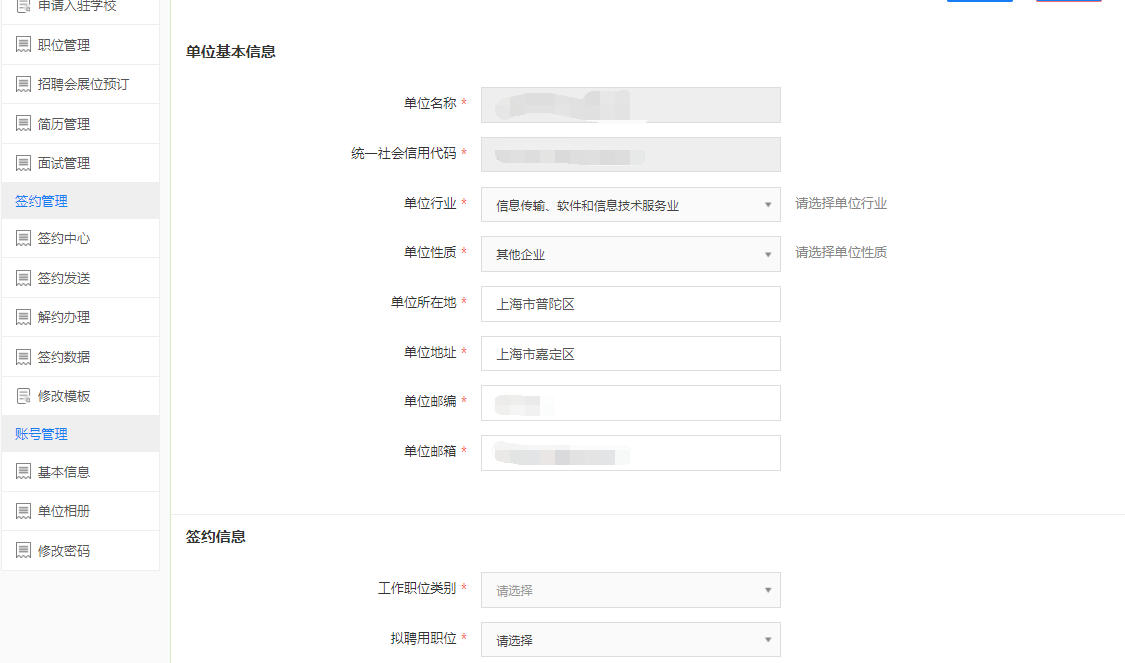 申请入驻学校
职位管理
招聘会展位预订
简历管理
面试管理
签约管理
签约中心
签约发送
解约办理
签约数据
修改模板
账号管理
基本信息
单位相册
修改密码
单位基本信息
单位名称 *
统一社会信用代码 *
单位行业 * 信息传输、软件和信息技术服务业 请选择单位行业
单位性质 * 其他企业 请选择单位性质
单位所在地 * 上海市普陀区
单位地址 * 上海市嘉定区
单位邮编 *
单位邮箱 *
签约信息
工作职位类别 * 请选择
拟聘用职位 * 请选择